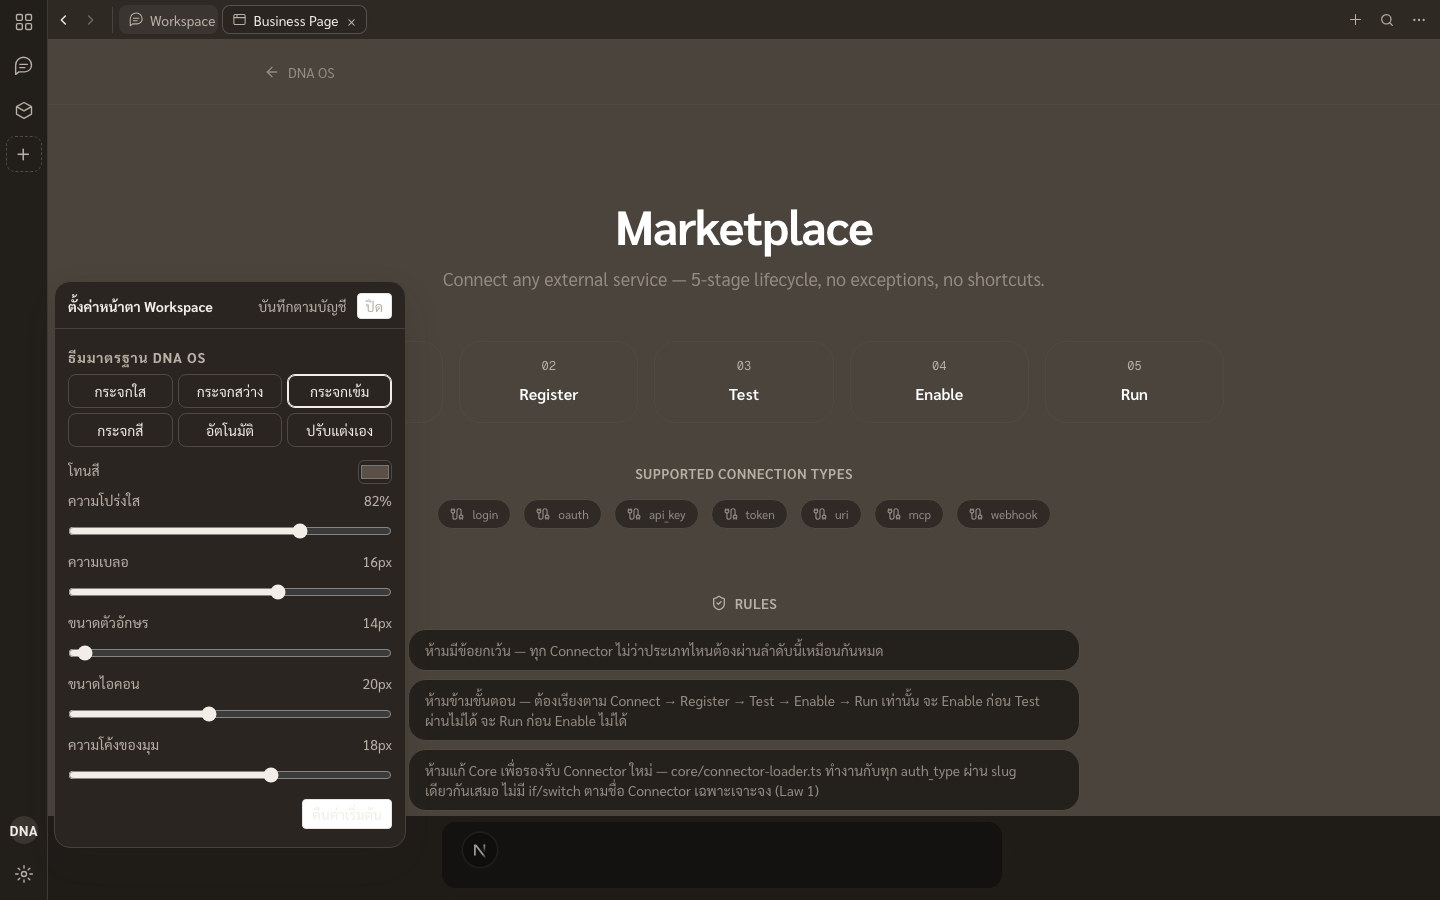 Workspace
Business Page
DNA OS
Marketplace
Connect any external service — 5-stage lifecycle, no exceptions, no shortcuts.
02
Register
03
Test
04
Enable
05
Run
SUPPORTED CONNECTION TYPES
login
oauth
api_key
token
uri
mcp
webhook
RULES
ห้ามมีข้อยกเว้น — ทุก Connector ไม่ว่าประเภทไหนต้องผ่านลำดับนี้เหมือนกันหมด
ห้ามข้ามขั้นตอน — ต้องเรียงตาม Connect → Register → Test → Enable → Run เท่านั้น จะ Enable ก่อน Test
ผ่านไม่ได้ จะ Run ก่อน Enable ไม่ได้
ห้ามแก้ Core เพื่อรองรับ Connector ใหม่ — core/connector-loader.ts ทำงานกับทุก auth_type ผ่าน slug
เดียวกันเสมอ ไม่มี if/switch ตามชื่อ Connector เฉพาะเจาะจง (Law 1)
ตั้งค่าหน้าตา Workspace
บันทึกตามบัญชี
ปิด
ธีมมาตรฐาน DNA OS
กระจกใส
กระจกสว่าง
กระจกเข้ม
กระจกสี
อัตโนมัติ
ปรับแต่งเอง
โทนสี
ความโปร่งใส
82%
ความเบลอ
16px
ขนาดตัวอักษร
14px
ขนาดไอคอน
20px
ความโค้งของมุม
18px
คืนค่าเริ่มต้น
DNA
N